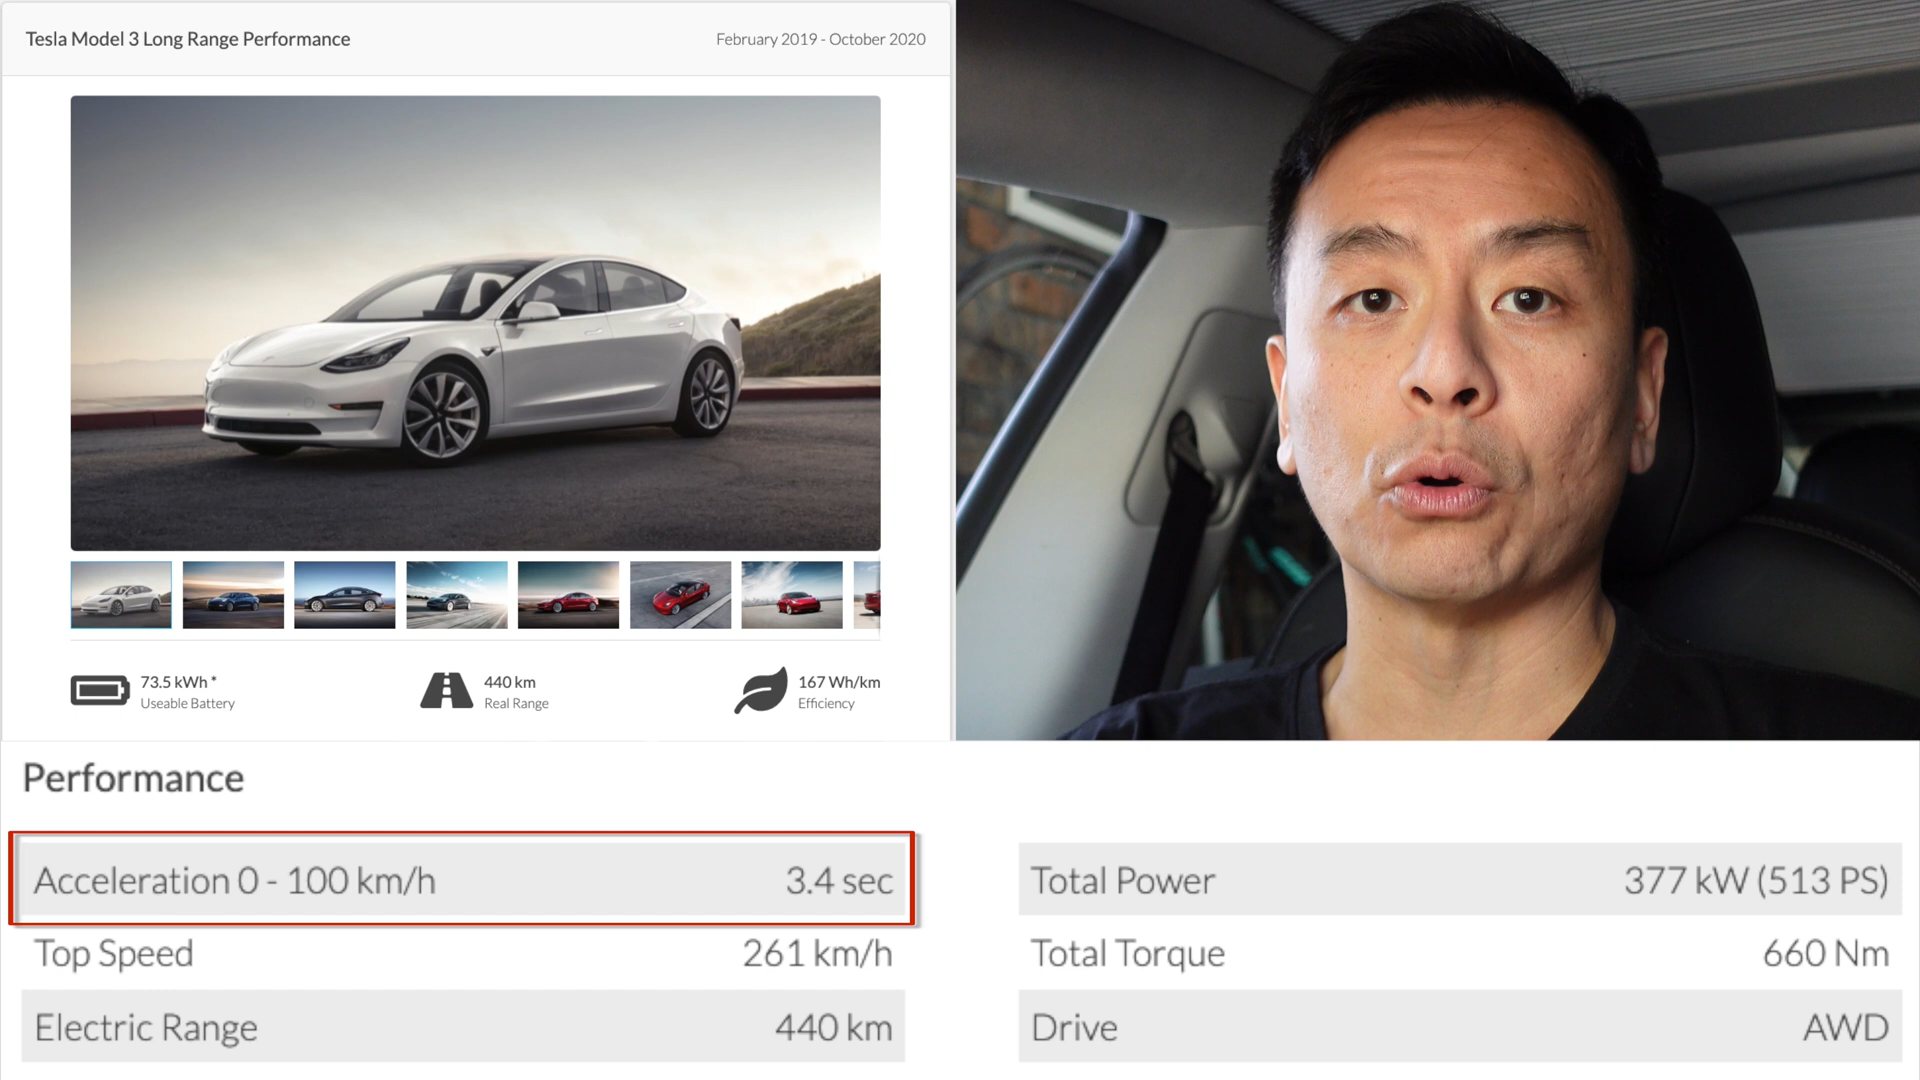 Tesla Model 3 Long Range Performance
February 2019 - October 2020
73.5 kWh *
Useable Battery
440 km
Real Range
167 Wh/km
Efficiency
Performance
Acceleration 0 - 100 km/h 3.4 sec
Total Power 377 kW (513 PS)
Top Speed 261 km/h
Total Torque 660 Nm
Electric Range 440 km
Drive AWD